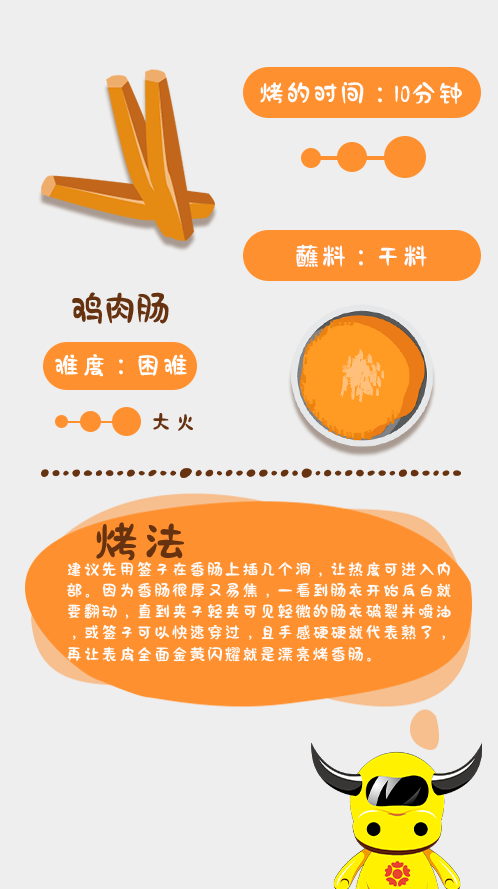 烤的时间：10分钟
蘸料：干料
鸡肉肠
难度：困难
大火
烤法
建议先用签子在香肠上插几个洞，让热度可进入内
部。因为香肠很厚又易焦，一看到肠衣开始反白就
要翻动，直到夹子轻夹可见轻微的肠衣破裂并喷油
，或签子可以快速穿过，且手感硬硬就代表熟了，
再让表皮全面金黄闪耀就是漂亮烤香肠。